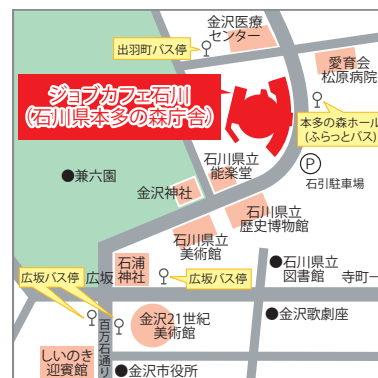 金沢医療
センター
出羽町バス停
愛育会
松原病院
ジョブカフェ石川
(石川県本多の森庁舎)
本多の森ホール
(ふらっとバス)
石川県立
能楽堂
P
石引駐車場
●兼六園
金沢神社
石川県立
歴史博物館
石川県立
美術館
石浦
神社
●石川県立
図書館
寺町
広坂バス停
広坂
広坂バス停
金沢21世紀
美術館
●金沢歌劇座
百万石通り
しいのき
迎賓館
●金沢市役所